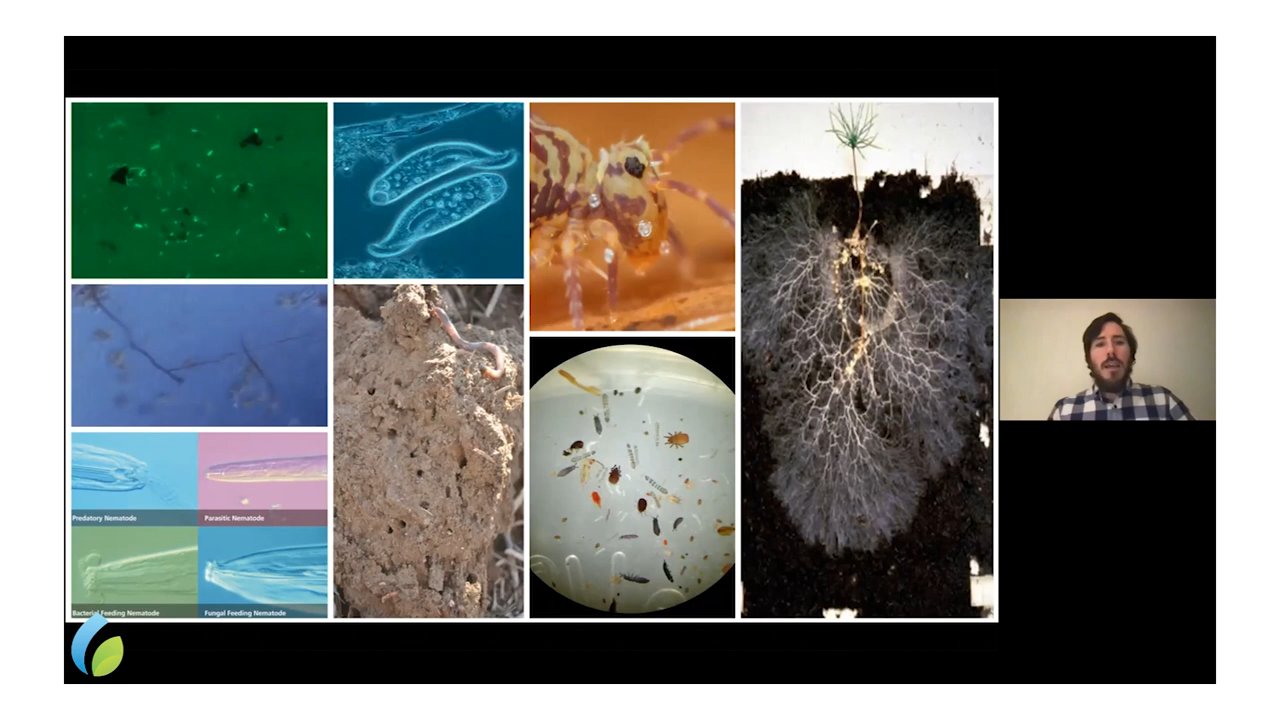 Predatory Nematode
Parasitic Nematode
Bacterial Feeding Nematode
Fungal Feeding Nematode